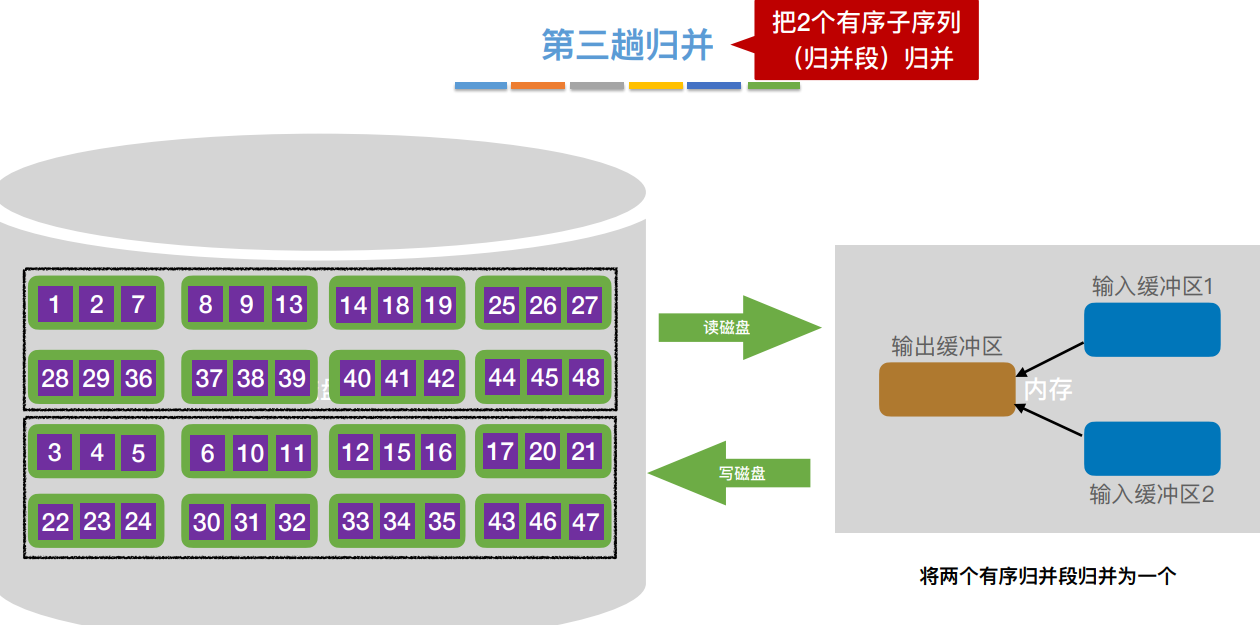 第三趟归并
把2个有序子序列
（归并段）归并
1 2 7 8 9 13 14 18 19 25 26 27
28 29 36 37 38 39 40 41 42 44 45 48
3 4 5 6 10 11 12 15 16 17 20 21
22 23 24 30 31 32 33 34 35 43 46 47
读磁盘
写磁盘
输入缓冲区1
输出缓冲区
内存
输入缓冲区2
将两个有序归并段归并为一个